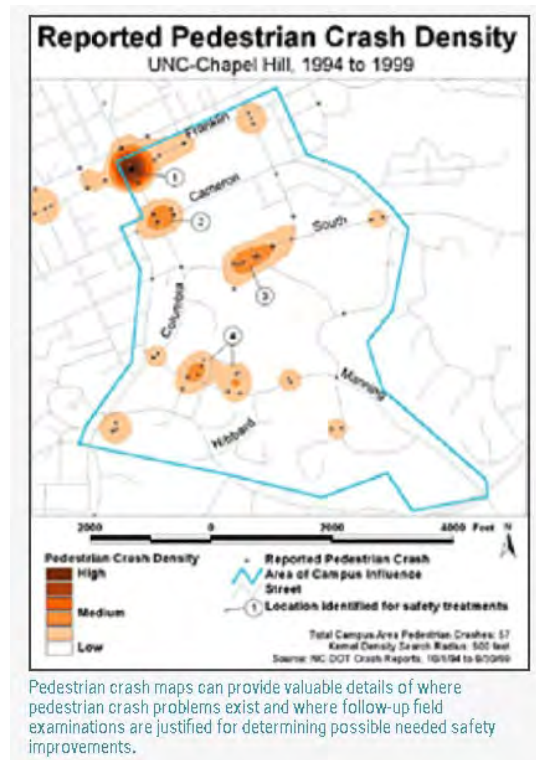 Reported Pedestrian Crash Density
UNC-Chapel Hill, 1994 to 1999
Franklin
1
Cameron
2
South
3
Columbia
4
Manning
Hibbard
2000 0 2000 4000 Feet N
Pedestrian Crash Density
High
Medium
Low
Reported Pedestrian Crash
Area of Campus Influence
Street
1 Location identified for safety treatments
Total Campus Area Pedestrian Crashes: 57
Kernel Density Search Radius: 500 feet
Source: NC DOT Crash Reports, 10/1/94 to 9/30/99
Pedestrian crash maps can provide valuable details of where
pedestrian crash problems exist and where follow-up field
examinations are justified for determining possible needed safety
improvements.